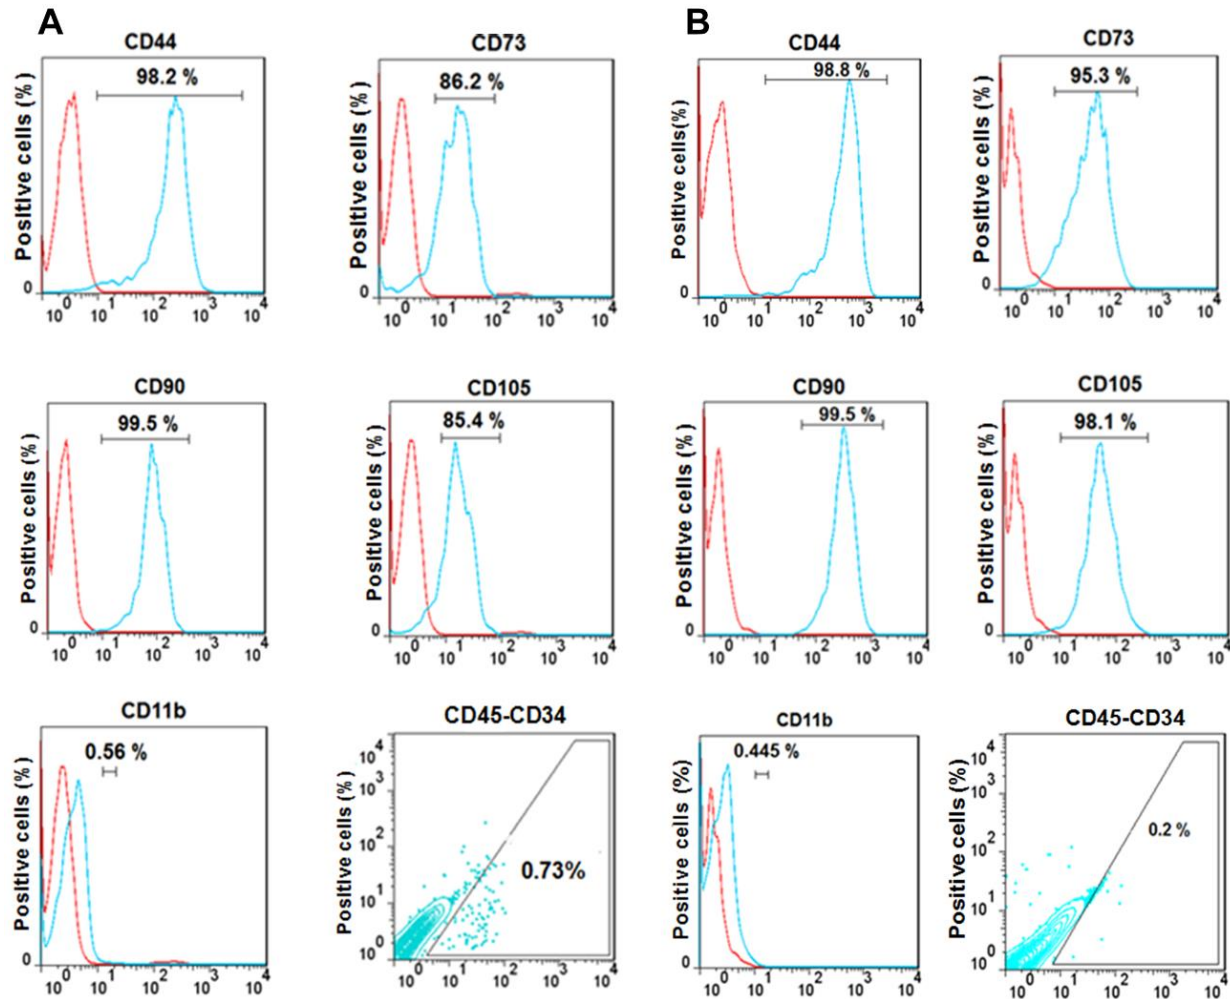 A
B
CD44
98.2 %
Positive cells (%)
0
10^0 10^1 10^2 10^3 10^4
CD73
86.2 %
Positive cells (%)
0
10^0 10^1 10^2 10^3 10^4
CD44
98.8 %
Positive cells(%)
0
10^0 10^1 10^2 10^3 10^4
CD73
95.3 %
Positive cells (%)
0
10^0 10^1 10^2 10^3 10^4
CD90
99.5 %
Positive cells (%)
0
10^0 10^1 10^2 10^3 10^4
CD105
85.4 %
Positive cells (%)
0
10^0 10^1 10^2 10^3 10^4
CD90
99.5 %
Positive cells (%)
0
10^0 10^1 10^2 10^3 10^4
CD105
98.1 %
Positive cells (%)
0
10^0 10^1 10^2 10^3 10^4
CD11b
0.56 %
Positive cells (%)
0
10^0 10^1 10^2 10^3 10^4
CD45-CD34
10^4
10^3
10^2
10^1
10^0
Positive cells (%)
0.73%
10^0 10^1 10^2 10^3 10^4
CD11b
0.445 %
Positive cells (%)
0
10^0 10^1 10^2 10^3 10^4
CD45-CD34
10^4
10^3
10^2
10^1
10^0
Positive cells (%)
0.2 %
10^0 10^1 10^2 10^3 10^4